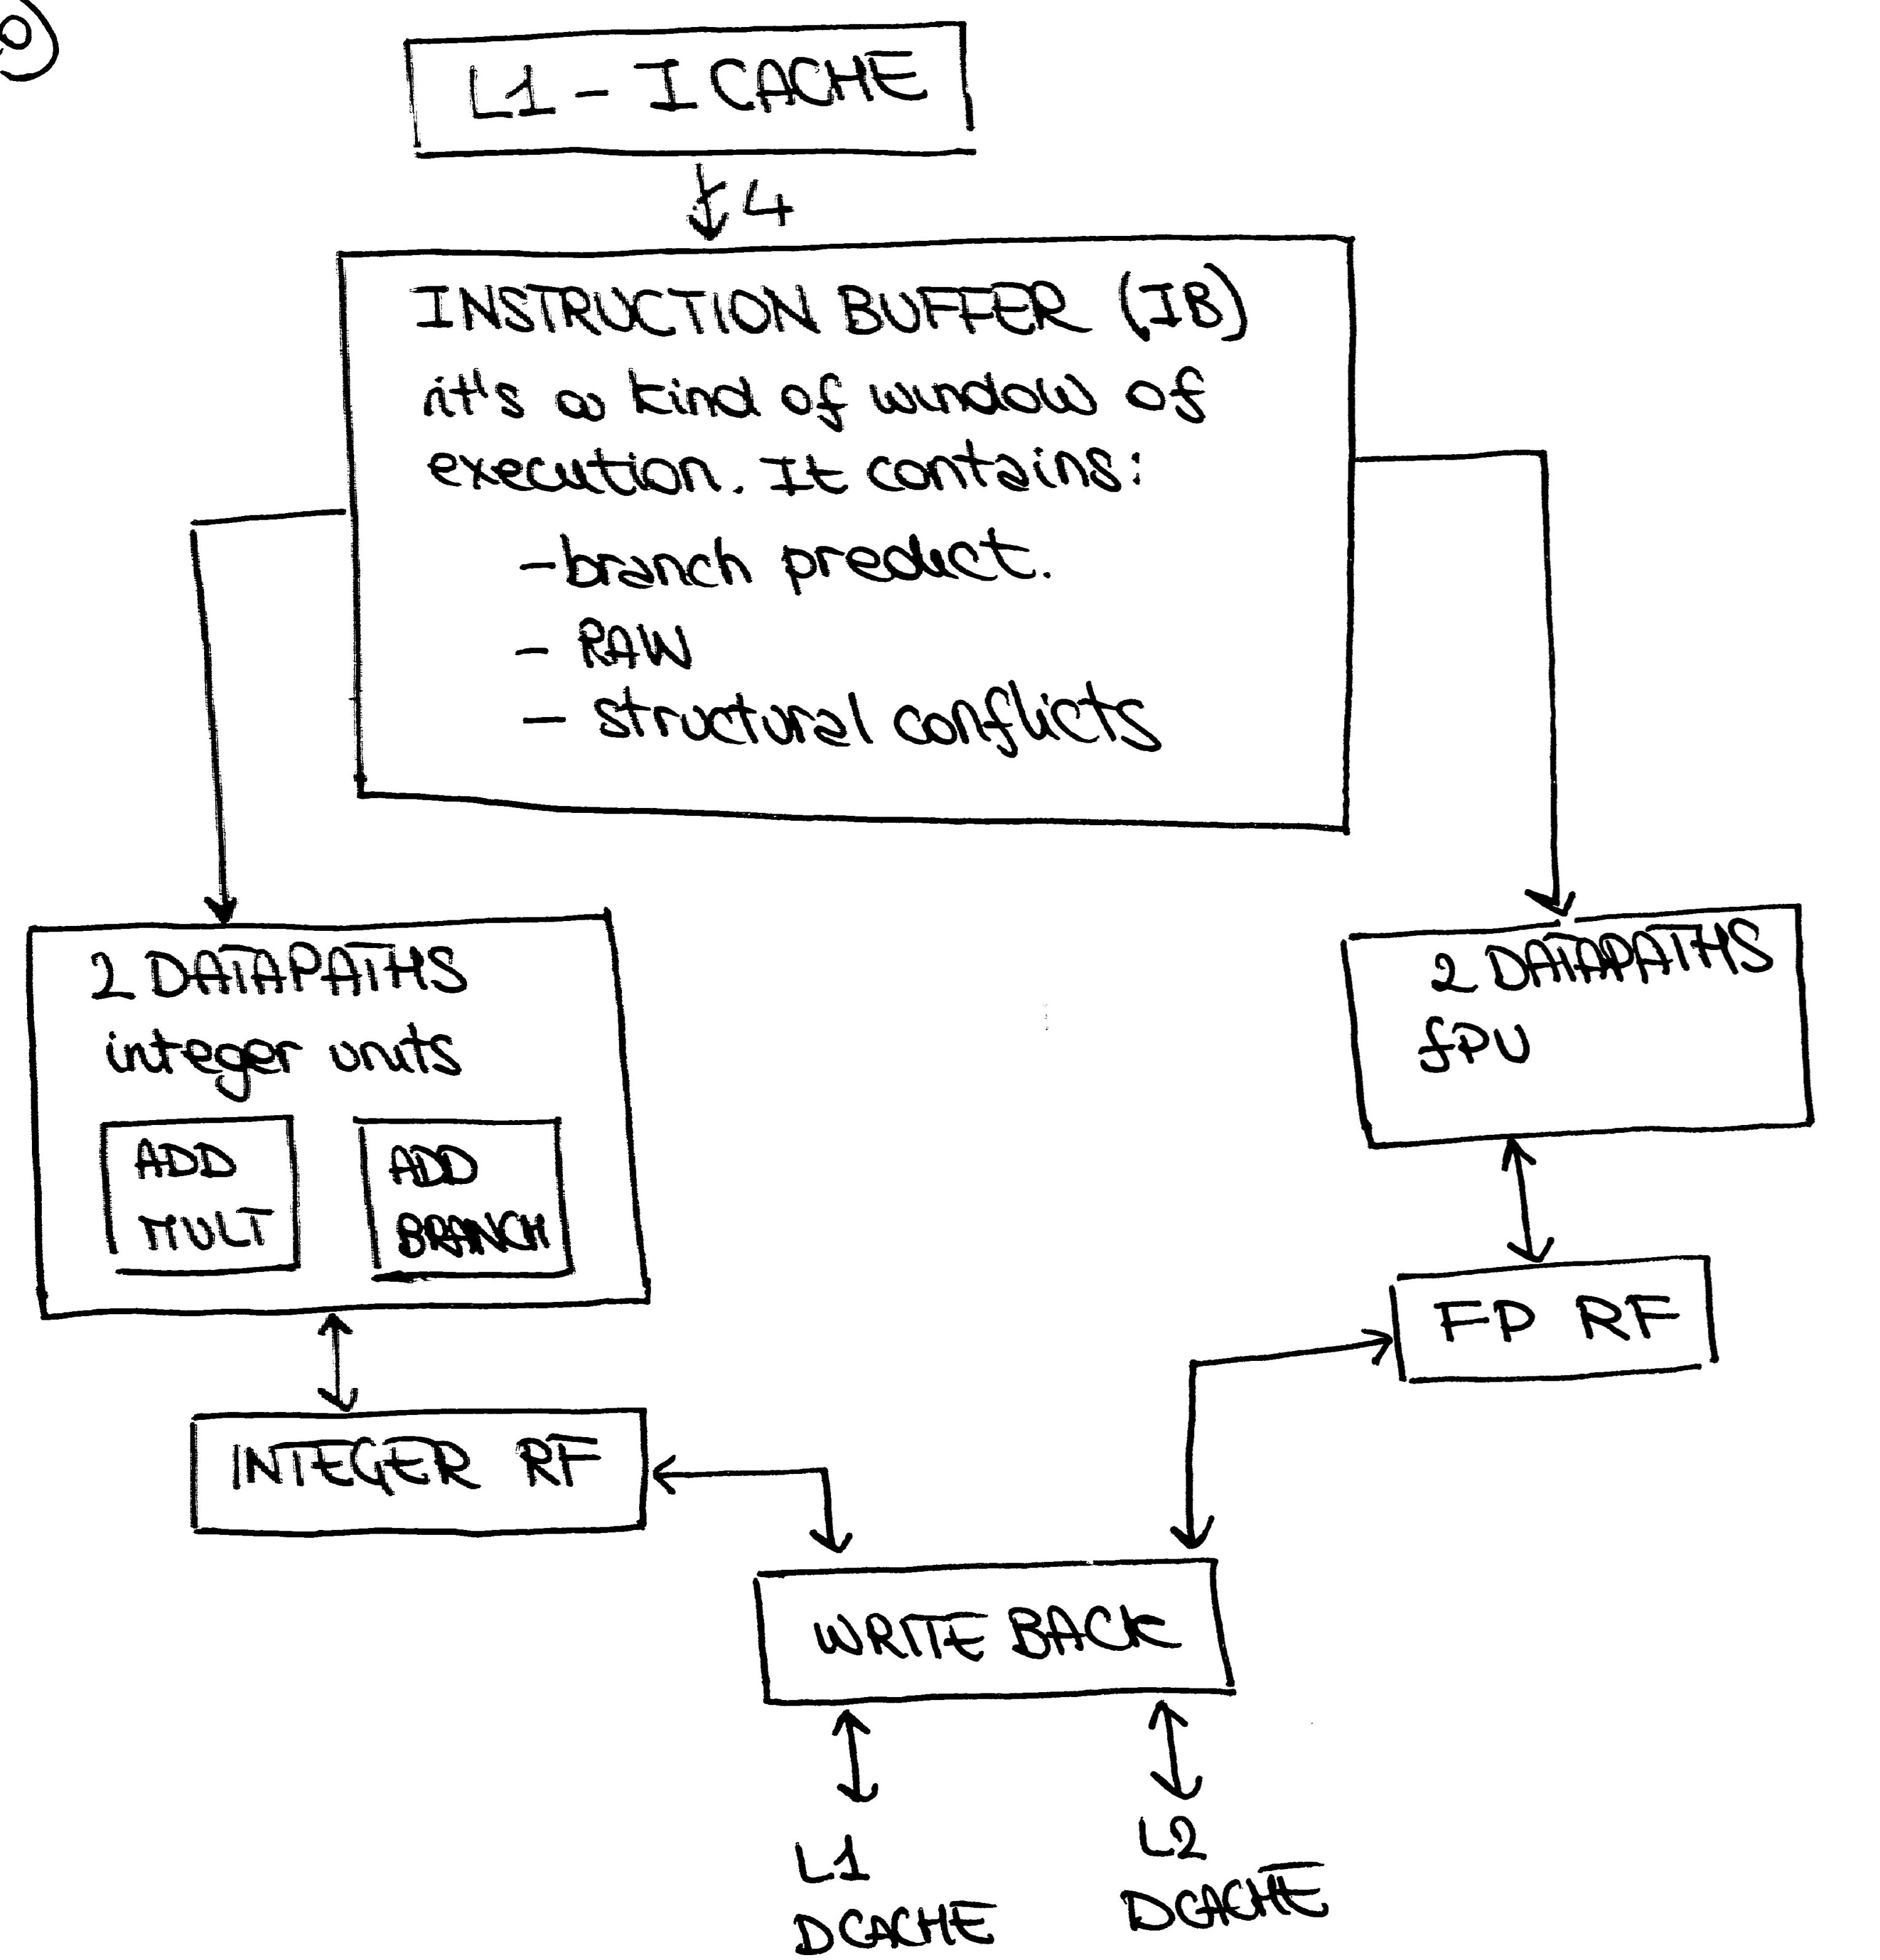 L1 - I CACHE
4
INSTRUCTION BUFFER (IB)
it's a kind of window of
execution. It contains:
- branch predict.
- RAW
- structural conflicts
2 DATAPATHS
integer units
ADD
MULT
ADD
BRANCH
2 DATAPATHS
fPU
FP RF
INTEGER RF
WRITE BACK
L1
DCACHE
L2
DCACHE